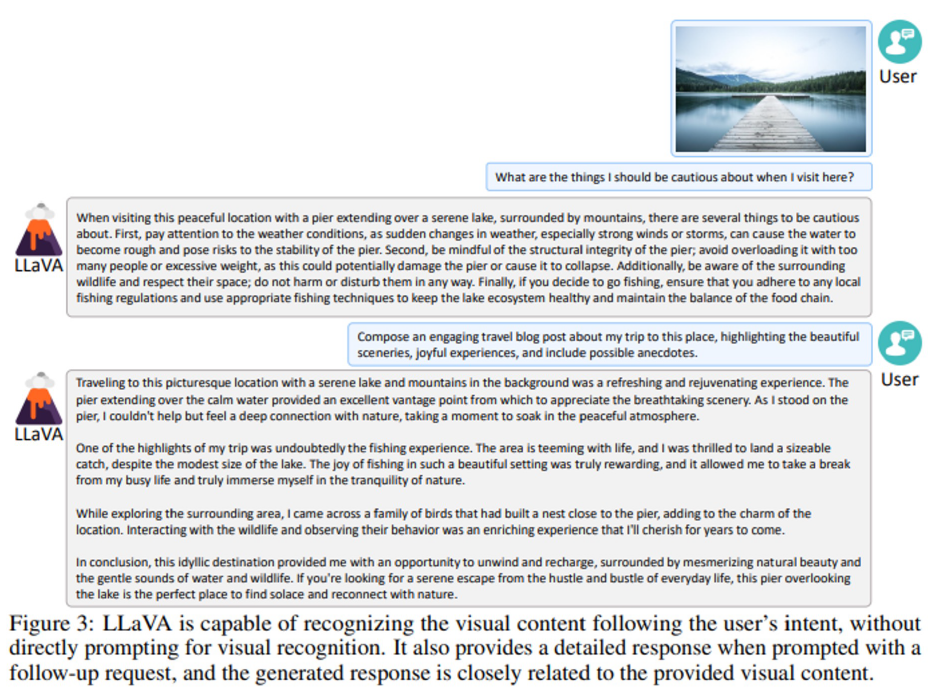 User
What are the things I should be cautious about when I visit here?
LLaVA
When visiting this peaceful location with a pier extending over a serene lake, surrounded by mountains, there are several things to be cautious
about. First, pay attention to the weather conditions, as sudden changes in weather, especially strong winds or storms, can cause the water to
become rough and pose risks to the stability of the pier. Second, be mindful of the structural integrity of the pier; avoid overloading it with too
many people or excessive weight, as this could potentially damage the pier or cause it to collapse. Additionally, be aware of the surrounding
wildlife and respect their space; do not harm or disturb them in any way. Finally, if you decide to go fishing, ensure that you adhere to any local
fishing regulations and use appropriate fishing techniques to keep the lake ecosystem healthy and maintain the balance of the food chain.
Compose an engaging travel blog post about my trip to this place, highlighting the beautiful
sceneries, joyful experiences, and include possible anecdotes.
User
LLaVA
Traveling to this picturesque location with a serene lake and mountains in the background was a refreshing and rejuvenating experience. The
pier extending over the calm water provided an excellent vantage point from which to appreciate the breathtaking scenery. As I stood on the
pier, I couldn't help but feel a deep connection with nature, taking a moment to soak in the peaceful atmosphere.
One of the highlights of my trip was undoubtedly the fishing experience. The area is teeming with life, and I was thrilled to land a sizeable
catch, despite the modest size of the lake. The joy of fishing in such a beautiful setting was truly rewarding, and it allowed me to take a break
from my busy life and truly immerse myself in the tranquility of nature.
While exploring the surrounding area, I came across a family of birds that had built a nest close to the pier, adding to the charm of the
location. Interacting with the wildlife and observing their behavior was an enriching experience that I'll cherish for years to come.
In conclusion, this idyllic destination provided me with an opportunity to unwind and recharge, surrounded by mesmerizing natural beauty and
the gentle sounds of water and wildlife. If you're looking for a serene escape from the hustle and bustle of everyday life, this pier overlooking
the lake is the perfect place to find solace and reconnect with nature.
Figure 3: LLaVA is capable of recognizing the visual content following the user's intent, without
directly prompting for visual recognition. It also provides a detailed response when prompted with a
follow-up request, and the generated response is closely related to the provided visual content.